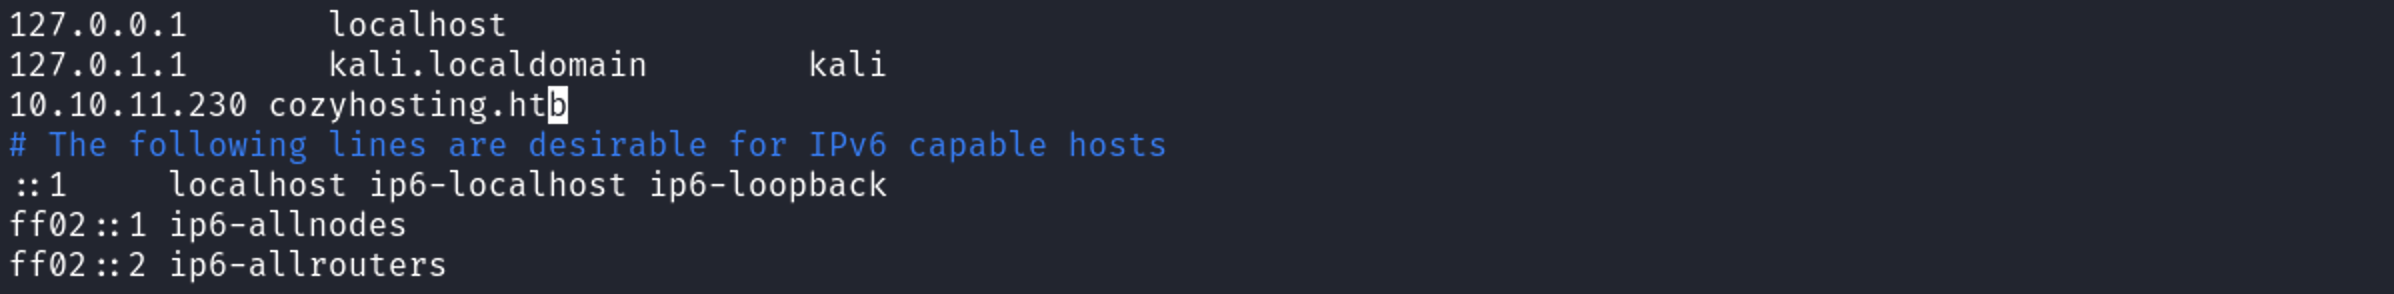 127.0.0.1       localhost
127.0.1.1       kali.localdomain        kali
10.10.11.230 cozyhosting.htb
# The following lines are desirable for IPv6 capable hosts
::1     localhost ip6-localhost ip6-loopback
ff02::1 ip6-allnodes
ff02::2 ip6-allrouters